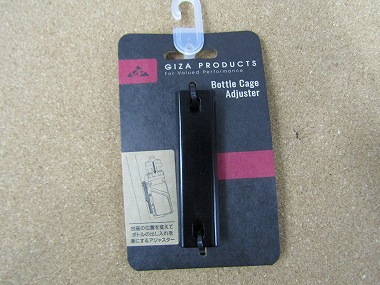 GIZA PRODUCTS
For Valued Performance
Bottle Cage
Adjuster
台座の位置を変えて
ボトルの出し入れを
楽にするアジャスター